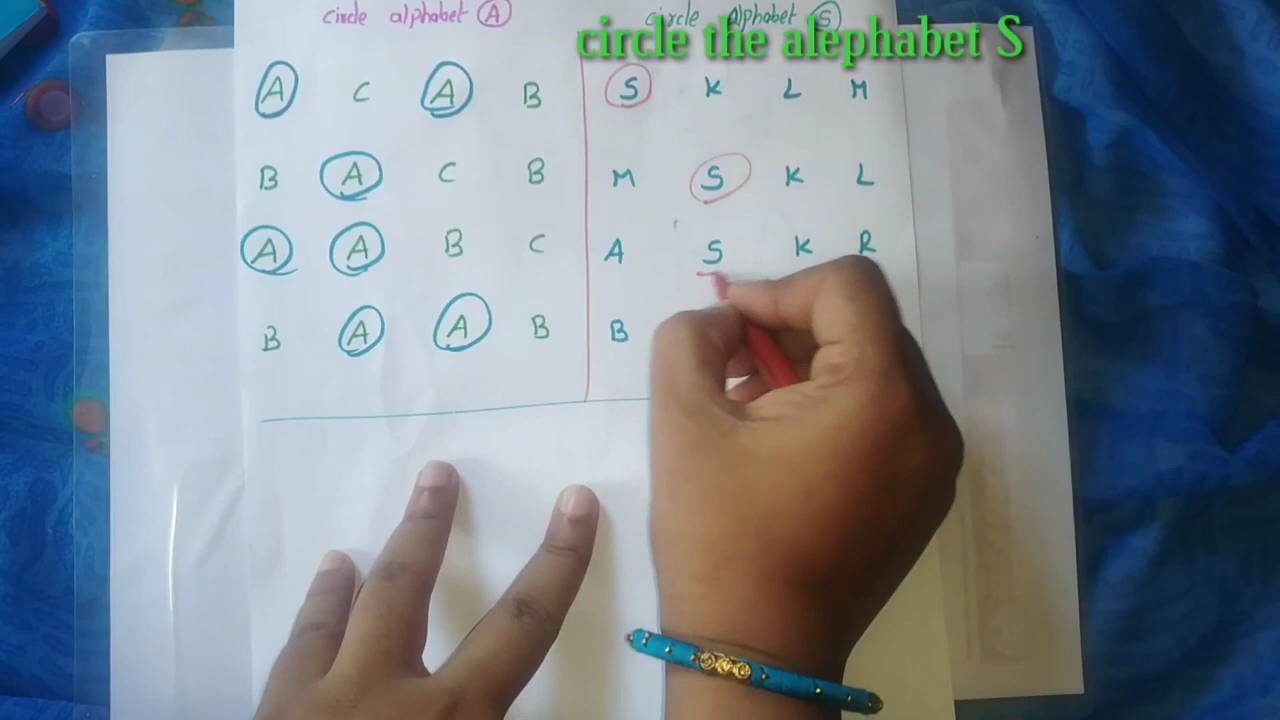 circle alphabet A
circle alphabet S
circle the alephabet S
A C A B S K L M
B A C B M S K L
A A B C A S K R
B A A B B